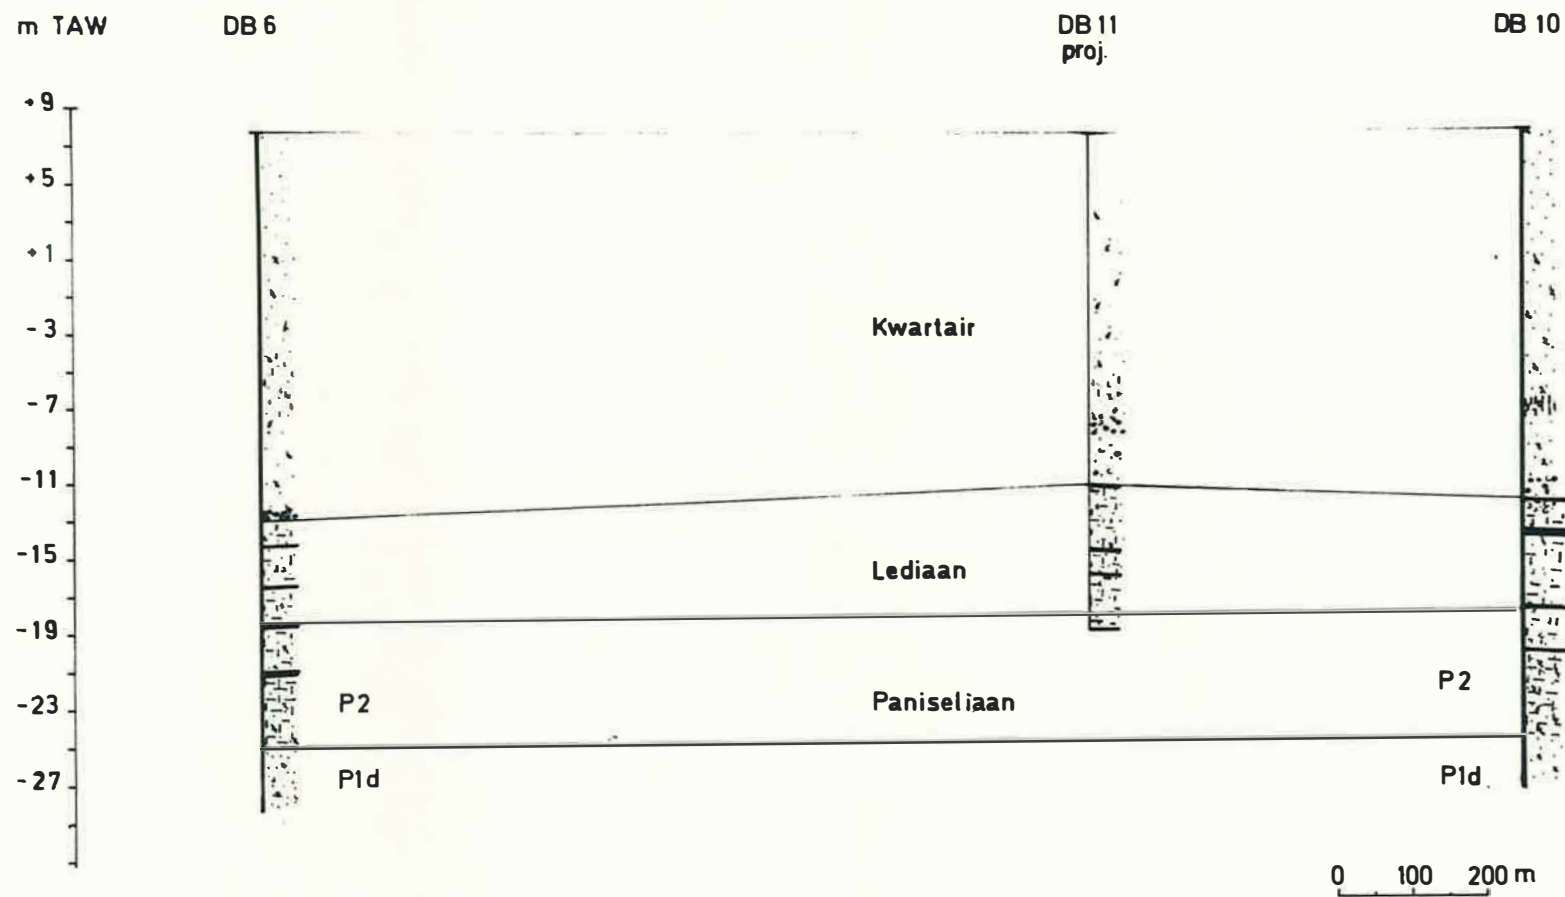 m TAW DB 6 DB 11 DB 10
proj.
+9
+5
+1
-3
Kwartair
-7
-11
-15
Lediaan
-19
P2
-23 P2 Paniseliaan
-27 P1d P1d
0 100 200 m